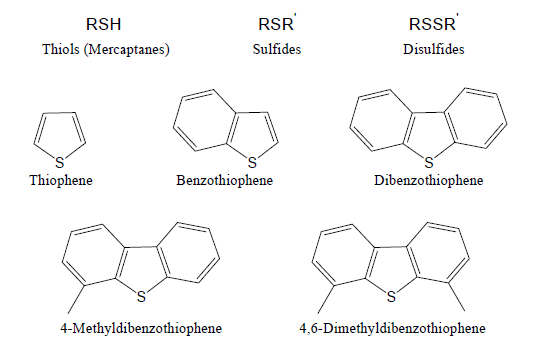 RSH RSR' RSSR'
Thiols (Mercaptanes) Sulfides Disulfides
S S S
Thiophene Benzothiophene Dibenzothiophene
S S
4-Methyldibenzothiophene 4,6-Dimethyldibenzothiophene